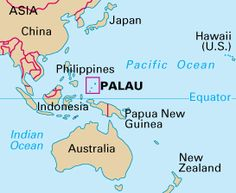 ASIA
Japan
China
Hawaii
(U.S.)
Pacific Ocean
Philippines
PALAU
Equator
Indonesia
Papua New
Guinea
Indian
Ocean
Australia
New
Zealand